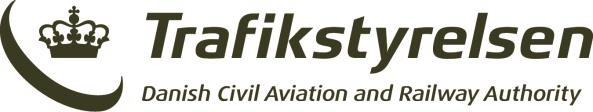 Trafikstyrelsen
Danish Civil Aviation and Railway Authority